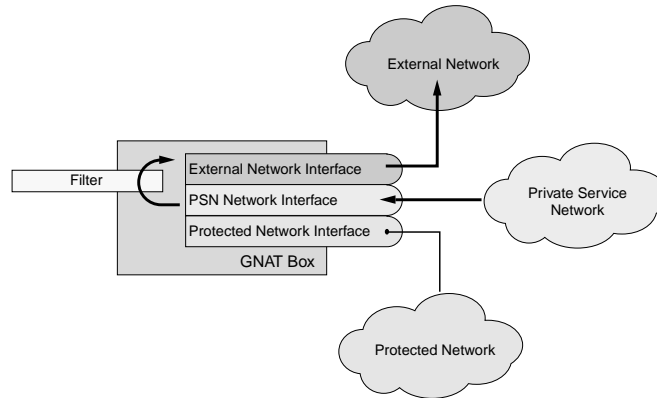 External Network
External Network Interface
Filter
PSN Network Interface
Private Service
Network
Protected Network Interface
GNAT Box
Protected Network